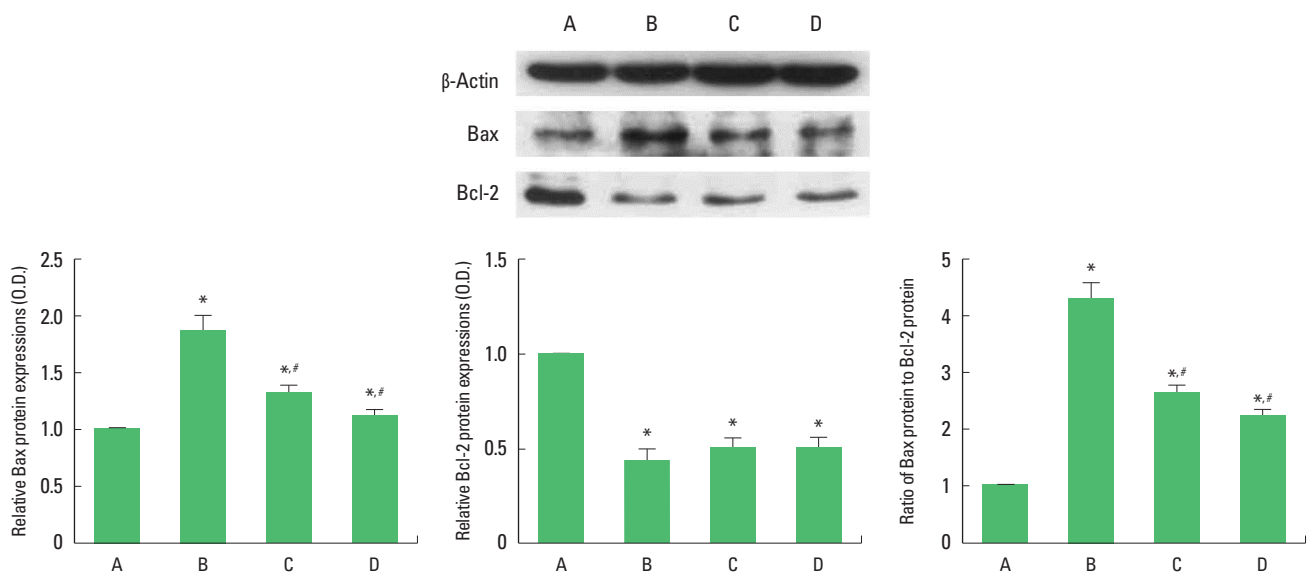 A B C D
β-Actin
Bax
Bcl-2
Relative Bax protein expressions (O.D.)
2.5
2.0
1.5
1.0
0.5
0
*
*,#
*,#
A B C D
Relative Bcl-2 protein expressions (O.D.)
1.5
1.0
0.5
0
*
*
*
A B C D
Ratio of Bax protein to Bcl-2 protein
5
4
3
2
1
0
*
*,#
*,#
A B C D